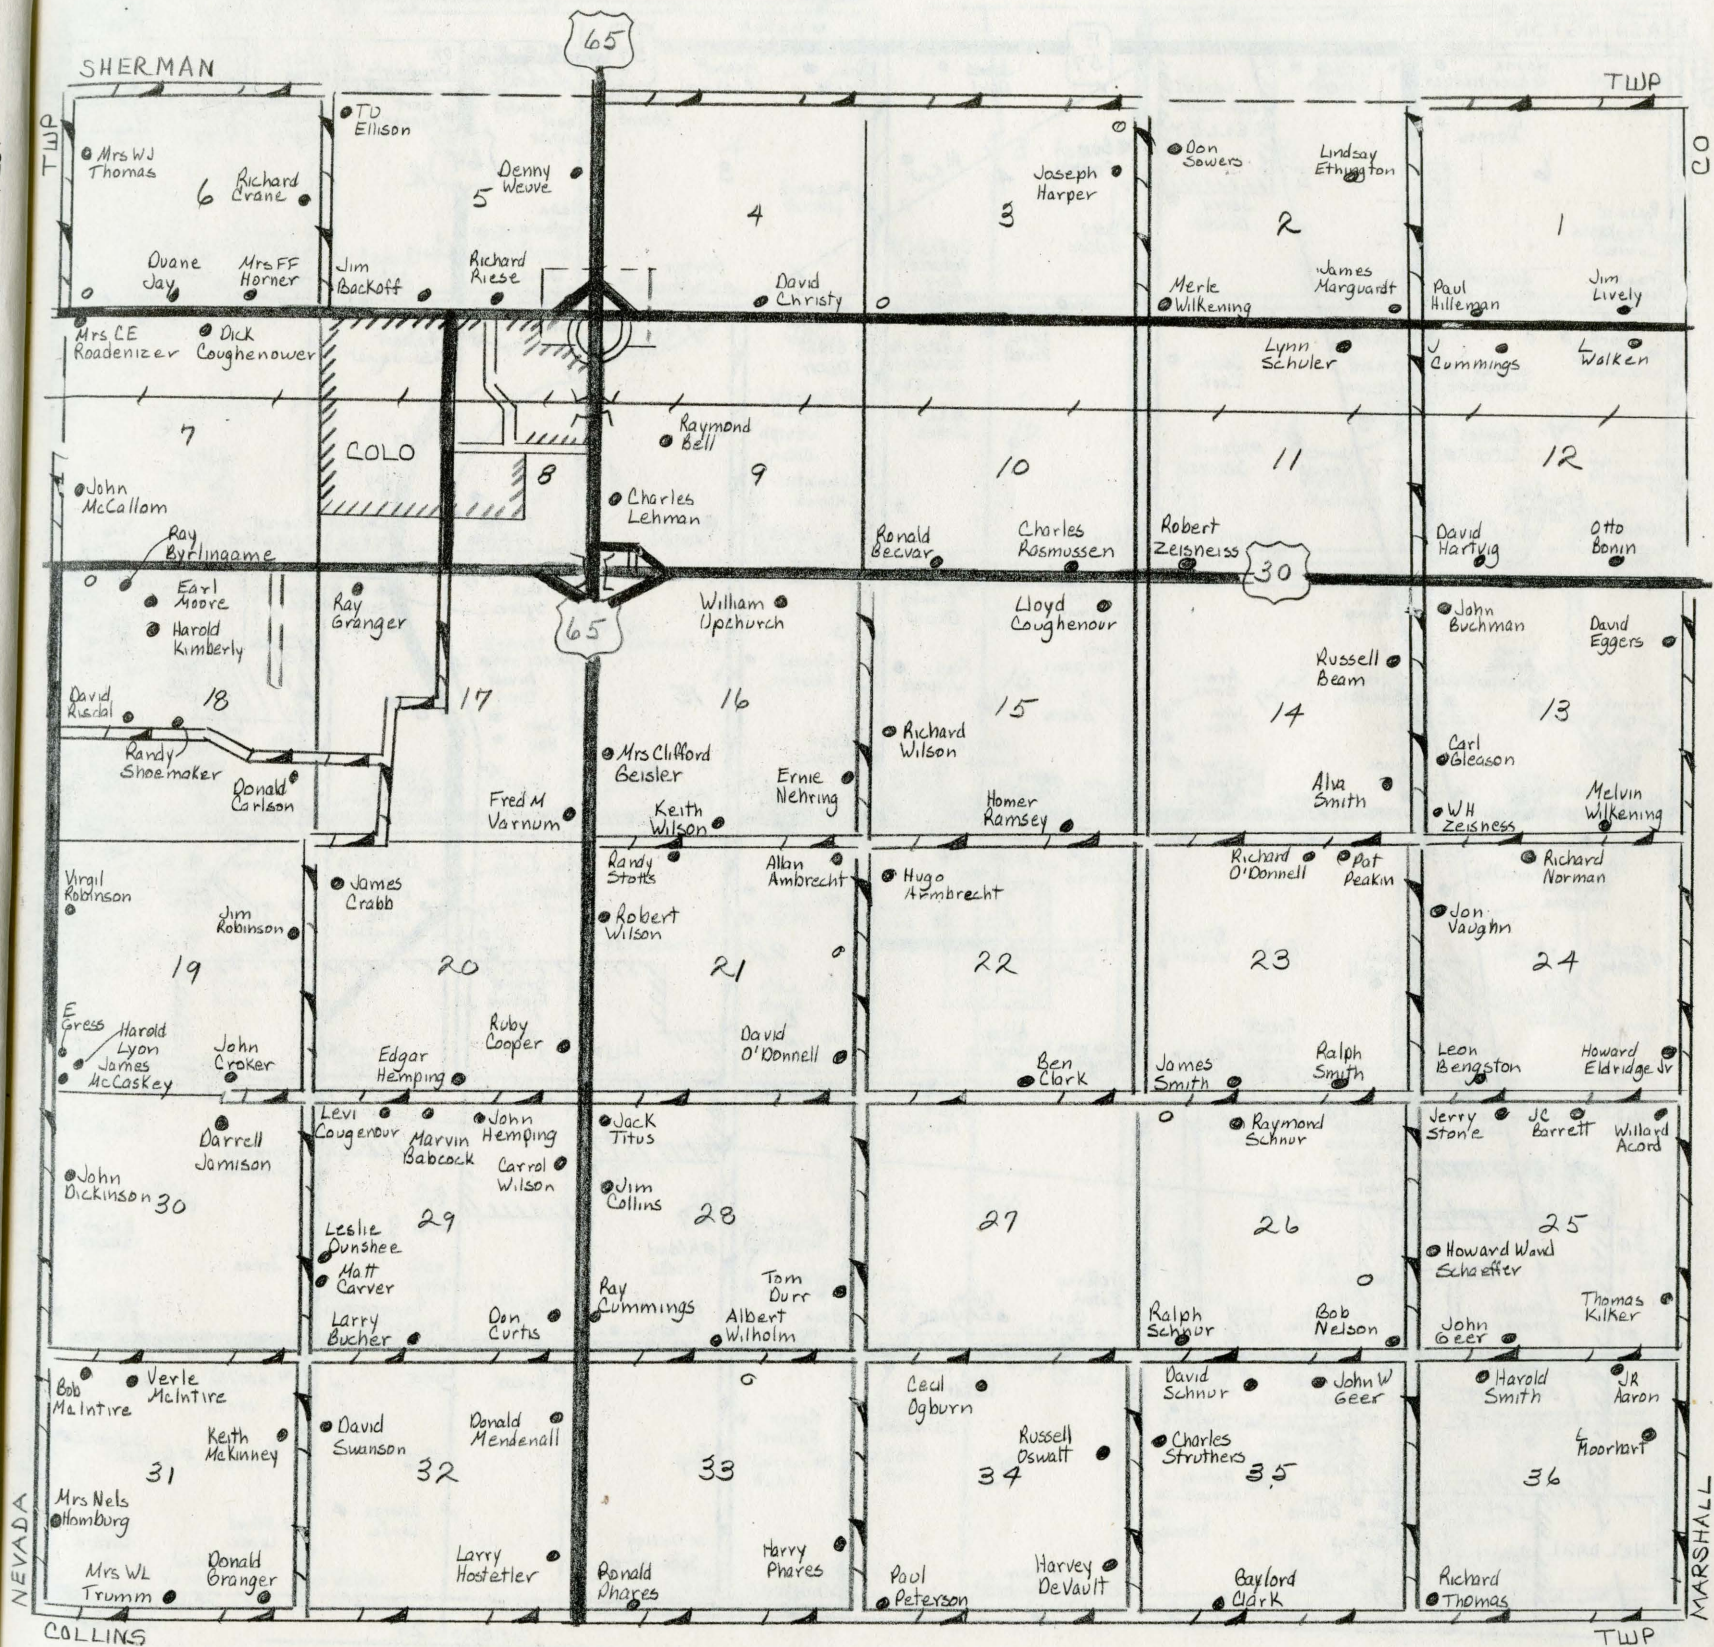 65
SHERMAN
TWP
TWP
CO
Mrs WJ
Thomas
6
Richard
Crane
Duane
Jay
Mrs FF
Horner
TD
Ellison
Denny
Weuve
5
Jim
Backoff
Richard
Riese
4
David
Christy
Joseph
Harper
3
Don
Sowers
Lindsay
Ethington
2
Merle
Wilkening
James
Marquardt
1
Paul
Hilleman
Jim
Lively
Mrs CE
Roadenizer
Dick
Coughenower
7
John
McCallom
COLO
8
Raymond
Bell
9
Charles
Lehman
10
Ronald
Becvar
Charles
Rasmussen
Lynn
Schuler
11
Robert
Zeisneiss
J
Cummings
L
Walken
12
David
Hartvig
Otto
Bonin
30
65
Ray
Byrlingame
Earl
Moore
Harold
Kimberly
18
David
Risdal
Randy
Shoemaker
Donald
Carlson
Ray
Granger
17
Fred M
Varnum
William
Upchurch
16
Mrs Clifford
Geisler
Ernie
Nehring
Keith
Wilson
Lloyd
Coughenour
15
Richard
Wilson
Homer
Ramsey
Russell
Beam
14
Alva
Smith
John
Buchman
David
Eggers
13
Carl
Gleason
WH
Zeisness
Melvin
Wilkening
Virgil
Robinson
Jim
Robinson
19
E
Gress
Harold
Lyon
James
McCaskey
John
Croker
James
Crabb
20
Ruby
Cooper
Edgar
Hemping
Randy
Stotts
Allan
Ambrecht
Robert
Wilson
21
David
O'Donnell
Hugo
Armbrecht
22
Ben
Clark
Richard
O'Donnell
Pat
Peakin
23
James
Smith
Ralph
Smith
Richard
Norman
Jon
Vaughn
24
Leon
Bengston
Howard
Eldridge Jr
Darrell
Jamison
John
Dickinson
30
Levi
Cougenour
Marvin
Babcock
John
Hemping
Carrol
Wilson
29
Leslie
Dunshee
Matt
Carver
Larry
Bucher
Don
Curtis
Jack
Titus
Jim
Collins
28
Ray
Cummings
Tom
Durr
Albert
Wilholm
27
Raymond
Schnur
26
Ralph
Schnur
Bob
Nelson
Jerry
Stone
JC
Barrett
Willard
Acord
25
Howard Ward
Schaeffer
Thomas
Kilker
John
Geer
Bob
McIntire
Verle
McIntire
Keith
McKinney
31
Mrs Nels
Homburg
Mrs WL
Trumm
Donald
Granger
David
Swanson
Donald
Mendenall
32
Larry
Hostetler
33
Harry
Phares
Ronald
Phares
Cecil
Ogburn
Russell
Oswalt
34
Paul
Peterson
Harvey
DeVault
David
Schnur
John W
Geer
Charles
Struthers
35
Gaylord
Clark
Harold
Smith
JR
Aaron
L
Moorhart
36
Richard
Thomas
NEVADA
MARSHALL
COLLINS
TWP